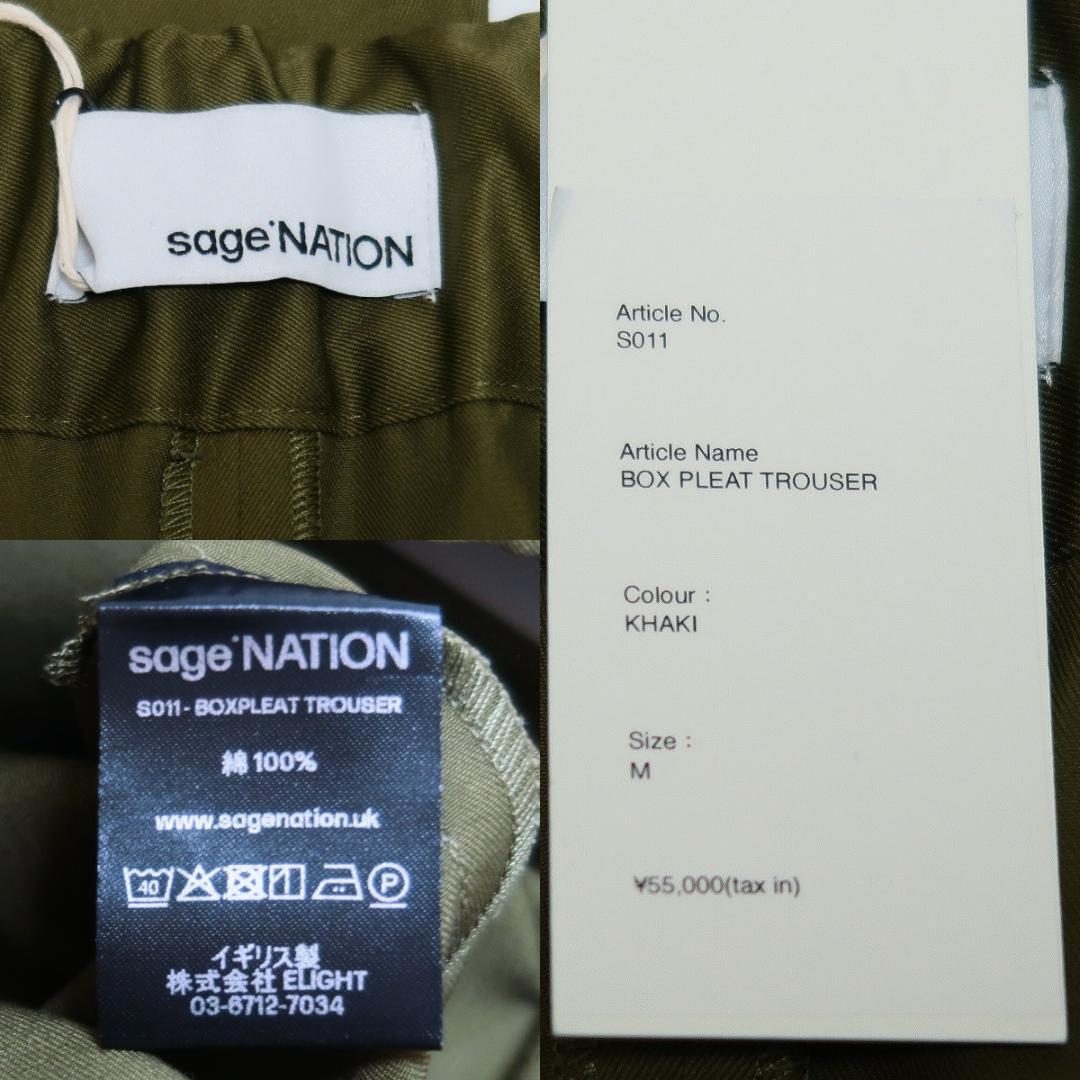 sage'NATION
Article No.
S011
Article Name
BOX PLEAT TROUSER
Colour :
KHAKI
Size :
M
¥55,000(tax in)
sage'NATION
S011 - BOXPLEAT TROUSER
綿 100%
www.sagenation.uk
40
P
イギリス製
株式会社 ELIGHT
03-6712-7034